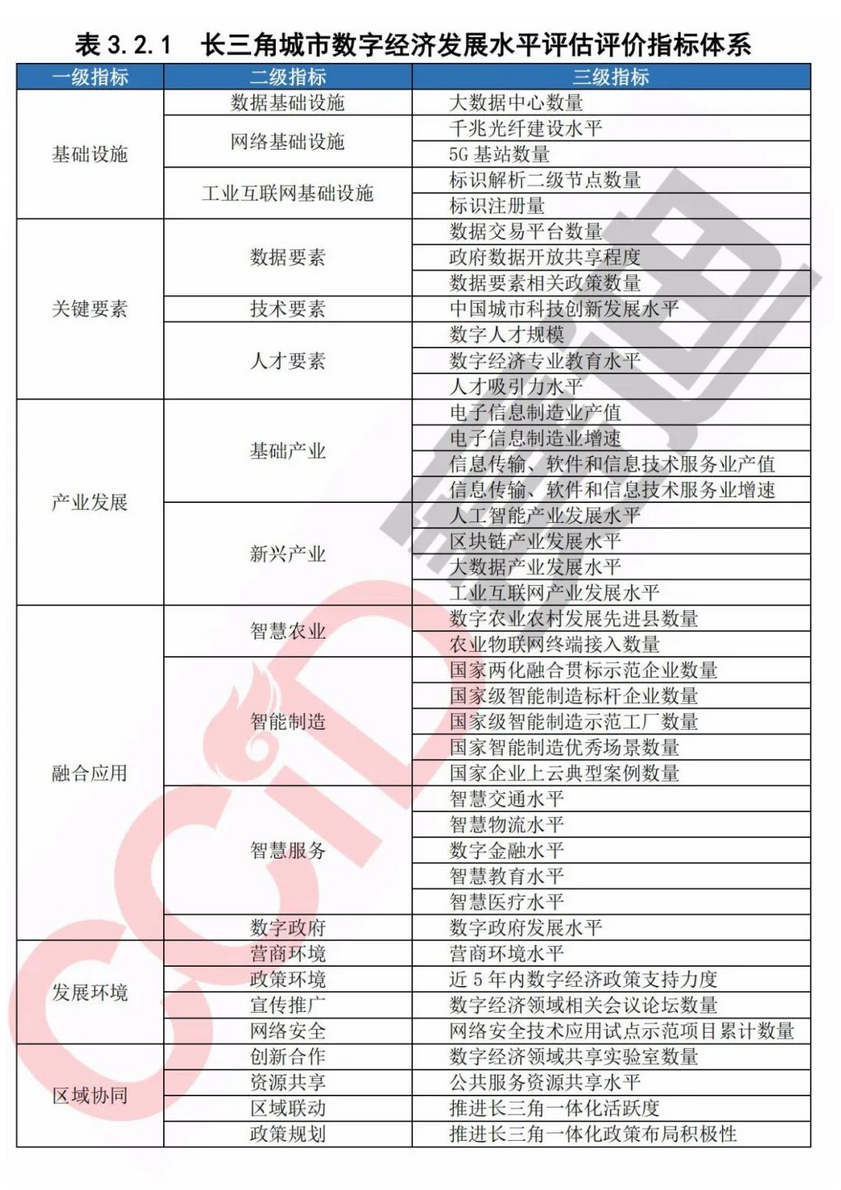 表 3.2.1 长三角城市数字经济发展水平评估评价指标体系
一级指标 二级指标 三级指标
基础设施
数据基础设施
大数据中心数量
网络基础设施
千兆光纤建设水平
5G 基站数量
工业互联网基础设施
标识解析二级节点数量
标识注册量
关键要素
数据要素
数据交易平台数量
政府数据开放共享程度
数据要素相关政策数量
技术要素
中国城市科技创新发展水平
人才要素
数字人才规模
数字经济专业教育水平
人才吸引力水平
产业发展
基础产业
电子信息制造业产值
电子信息制造业增速
信息传输、软件和信息技术服务业产值
信息传输、软件和信息技术服务业增速
新兴产业
人工智能产业发展水平
区块链产业发展水平
大数据产业发展水平
工业互联网产业发展水平
融合应用
智慧农业
数字农业农村发展先进县数量
农业物联网终端接入数量
智能制造
国家两化融合贯标示范企业数量
国家级智能制造标杆企业数量
国家级智能制造示范工厂数量
国家智能制造优秀场景数量
国家企业上云典型案例数量
智慧服务
智慧交通水平
智慧物流水平
数字金融水平
智慧教育水平
智慧医疗水平
数字政府
数字政府发展水平
发展环境
营商环境
营商环境水平
政策环境
近 5 年内数字经济政策支持力度
宣传推广
数字经济领域相关会议论坛数量
网络安全
网络安全技术应用试点示范项目累计数量
区域协同
创新合作
数字经济领域共享实验室数量
资源共享
公共服务资源共享水平
区域联动
推进长三角一体化活跃度
政策规划
推进长三角一体化政策布局积极性
CCiD 赛迪